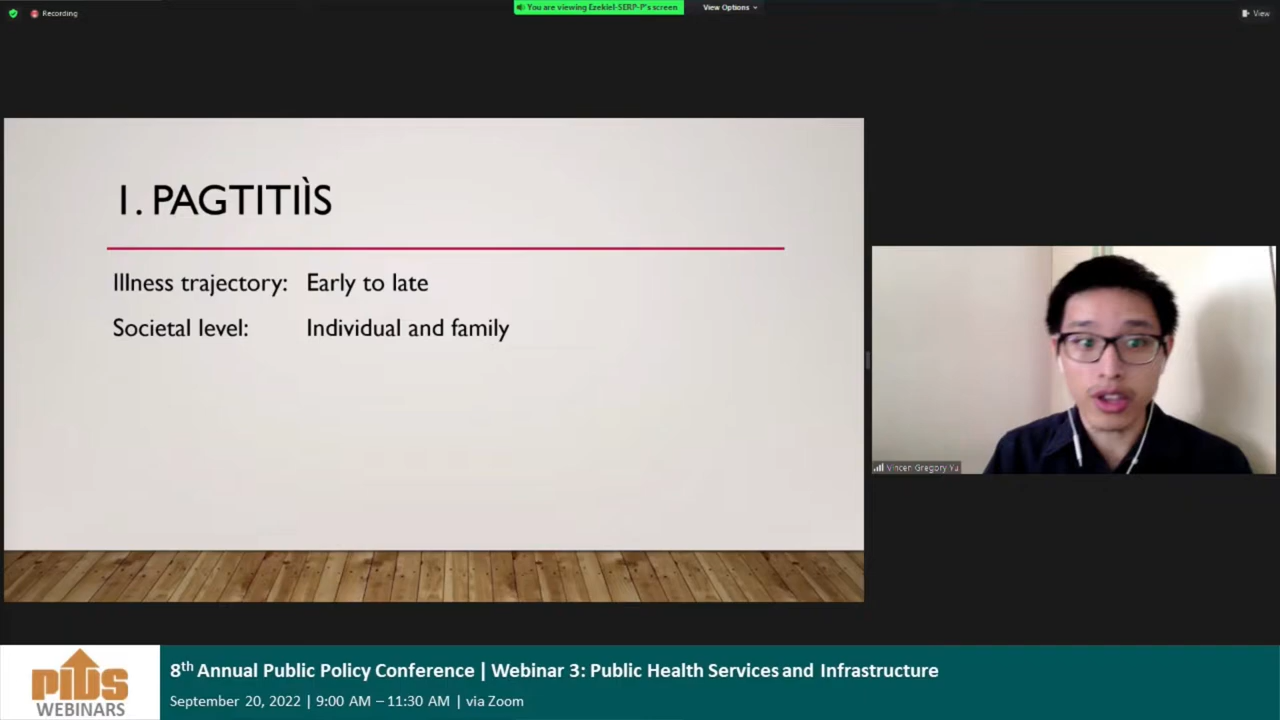 Recording
You are viewing Ezekiel-SERP-P's screen
View Options
View
1. PAGTITIÌS
Illness trajectory: Early to late
Societal level: Individual and family
Vincen Gregory Yu
PIDS
WEBINARS
8th Annual Public Policy Conference | Webinar 3: Public Health Services and Infrastructure
September 20, 2022 | 9:00 AM – 11:30 AM | via Zoom